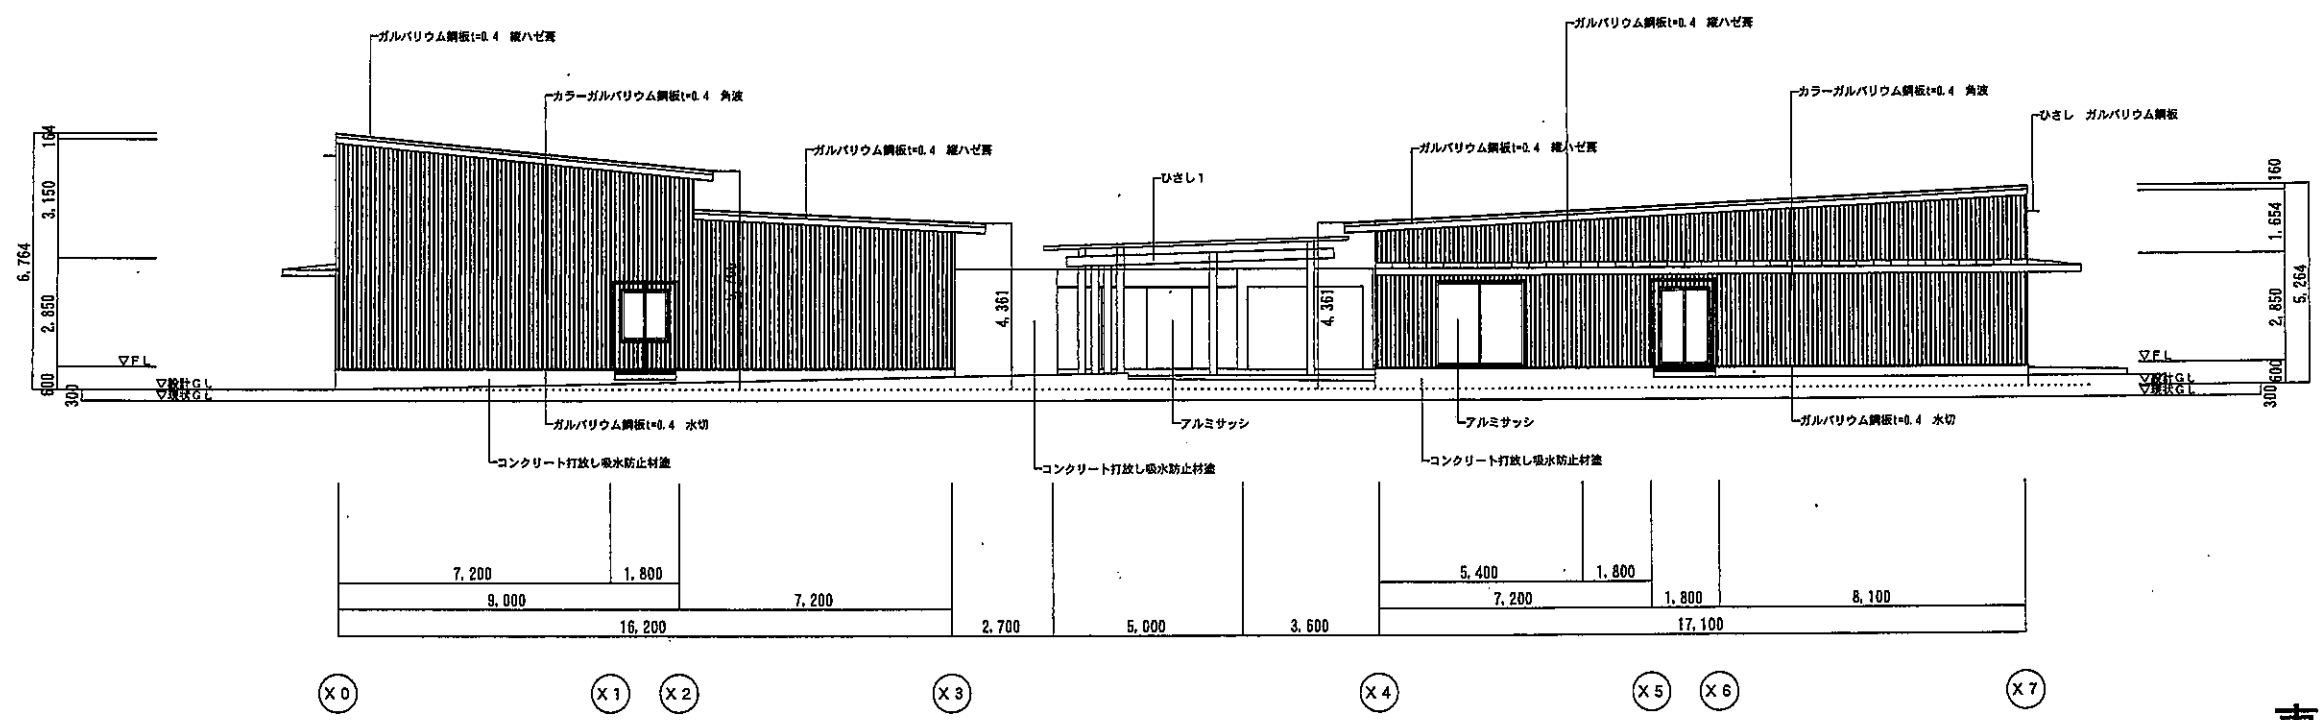 ガルバリウム鋼板t=0.4 縦ハゼ葺
ガルバリウム鋼板t=0.4 縦ハゼ葺
カラーガルバリウム鋼板t=0.4 角波
カラーガルバリウム鋼板t=0.4 角波
ひさし ガルバリウム鋼板
ガルバリウム鋼板t=0.4 縦ハゼ葺
ガルバリウム鋼板t=0.4 縦ハゼ葺
ひさし1
164
3,150
6,764
2,850
600
300
▽FL
▽設計GL
▽現状GL
4,361
4,361
160
1,654
2,850
5,264
600
300
▽FL
▽設計GL
▽現状GL
ガルバリウム鋼板t=0.4 水切
アルミサッシ
アルミサッシ
ガルバリウム鋼板t=0.4 水切
コンクリート打放し吸水防止材塗
コンクリート打放し吸水防止材塗
コンクリート打放し吸水防止材塗
7,200 1,800 5,400 1,800
9,000 7,200 7,200 1,800 8,100
16,200 2,700 5,000 3,600 17,100
X0 X1 X2 X3 X4 X5 X6 X7